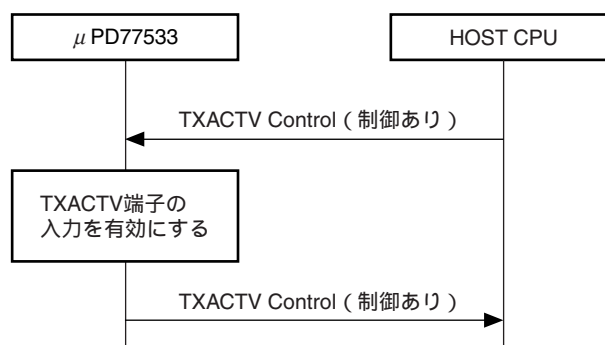 μPD77533
HOST CPU
TXACTV Control（制御あり）
TXACTV端子の
入力を有効にする
TXACTV Control（制御あり）